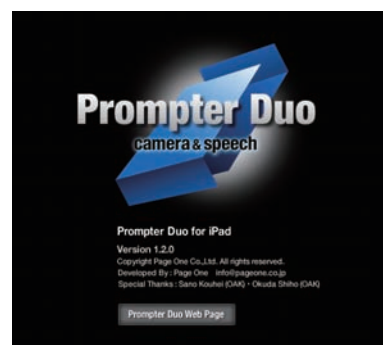 Prompter Duo
camera & speech
Prompter Duo for iPad
Version 1.2.0
Copyright Page One Co.,Ltd. All rights reserved.
Developed By : Page One info@pageone.co.jp
Special Thanks : Sano Kouhei (OAK) ・ Okuda Shiho (OAK)
Prompter Duo Web Page